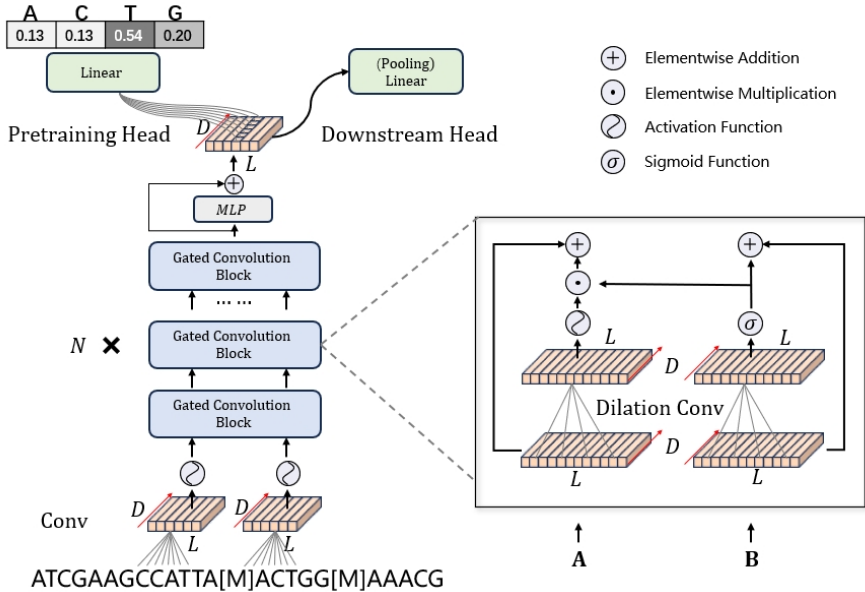 A C T G
0.13 0.13 0.54 0.20
Linear
(Pooling)
Linear
Pretraining Head
D
Downstream Head
L
+
MLP
Gated Convolution
Block
... ...
N ×
Gated Convolution
Block
Gated Convolution
Block
Conv
D
D
L
L
ATCGAAGCCATTA[M]ACTGG[M]AAACG
+ Elementwise Addition
• Elementwise Multiplication
Activation Function
σ Sigmoid Function
+
+
•
σ
L
L
D
Dilation Conv
D
L
L
A
B